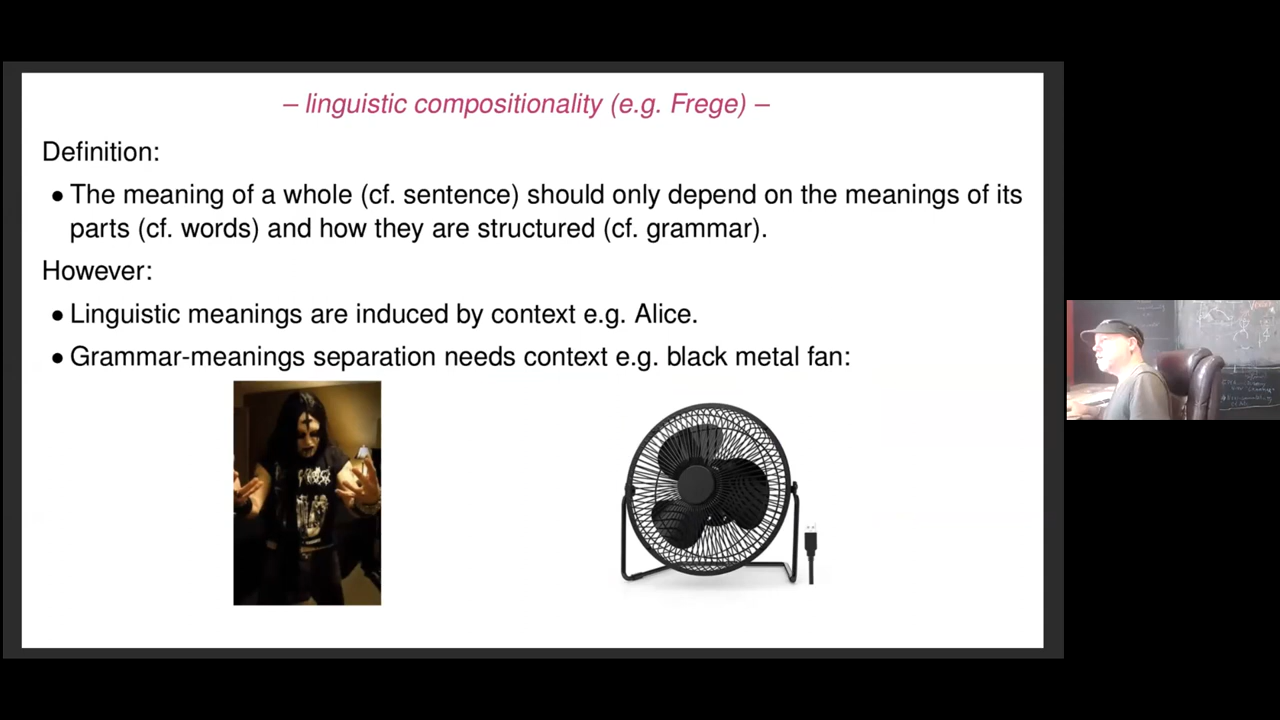 – linguistic compositionality (e.g. Frege) –
Definition:
• The meaning of a whole (cf. sentence) should only depend on the meanings of its
parts (cf. words) and how they are structured (cf. grammar).
However:
• Linguistic meanings are induced by context e.g. Alice.
• Grammar-meanings separation needs context e.g. black metal fan: